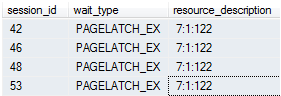 session_id wait_type resource_description
42 PAGELATCH_EX 7:1:122
46 PAGELATCH_EX 7:1:122
48 PAGELATCH_EX 7:1:122
53 PAGELATCH_EX 7:1:122